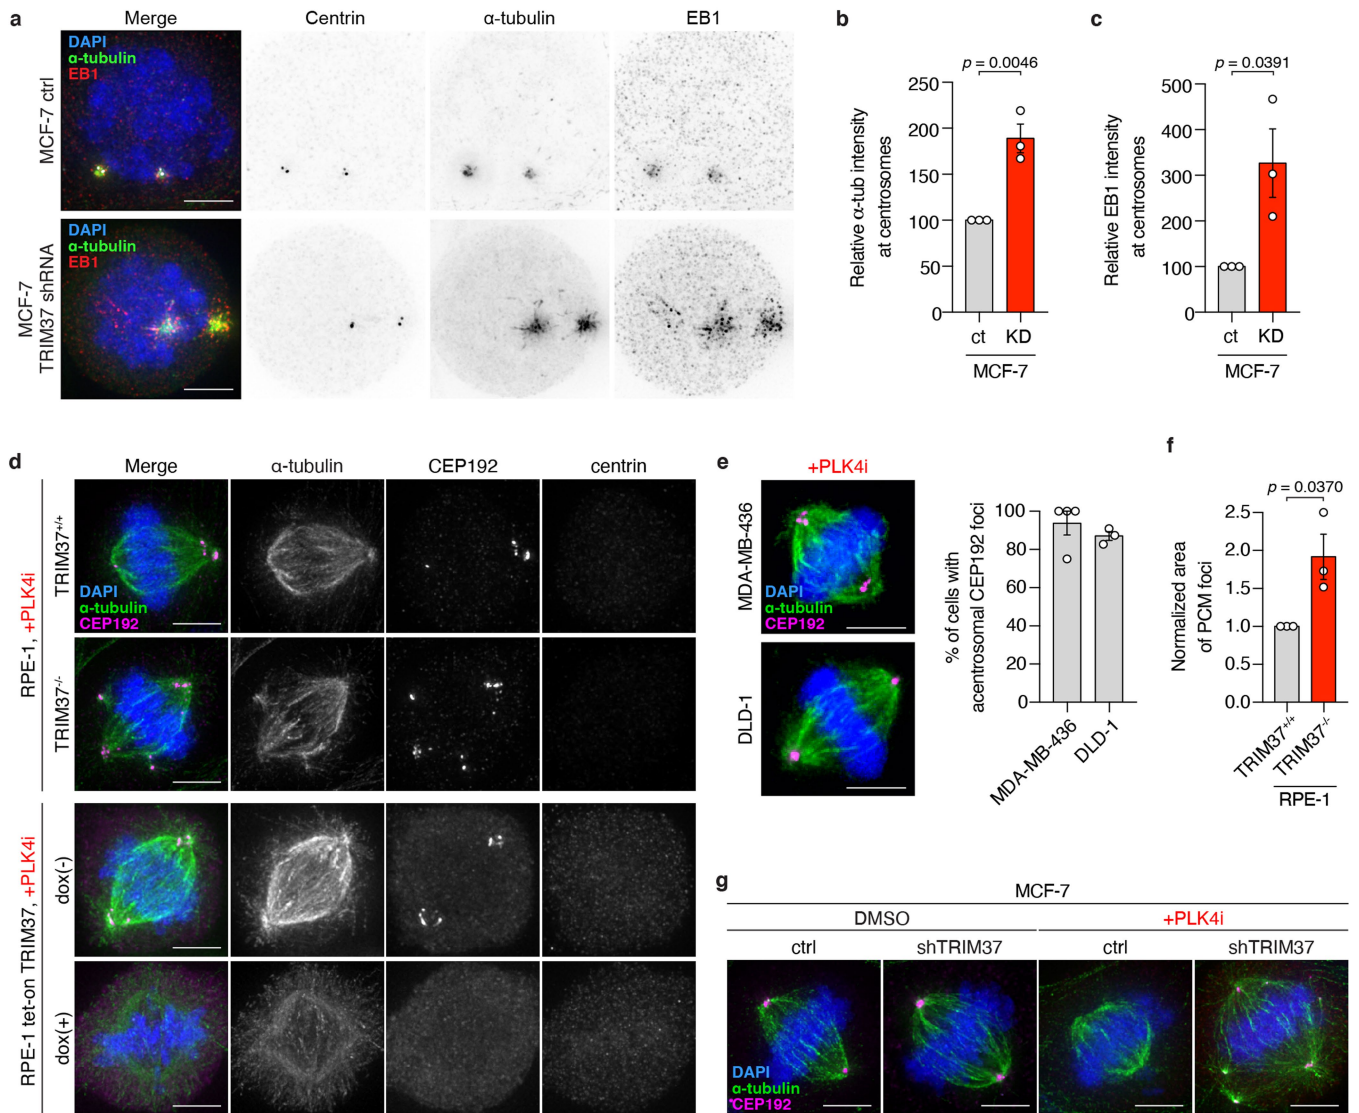 a
Merge
Centrin
α-tubulin
EB1
MCF-7 ctrl
DAPI
α-tubulin
EB1
MCF-7
TRIM37 shRNA
DAPI
α-tubulin
EB1
b
p = 0.0046
Relative α-tub intensity
at centrosomes
250
200
150
100
50
0
ct
KD
MCF-7
c
p = 0.0391
Relative EB1 intensity
at centrosomes
500
400
300
200
100
0
ct
KD
MCF-7
d
Merge
α-tubulin
CEP192
centrin
RPE-1, +PLK4i
TRIM37+/+
DAPI
α-tubulin
CEP192
TRIM37-/-
RPE-1 tet-on TRIM37, +PLK4i
dox(-)
dox(+)
e
+PLK4i
MDA-MB-436
DAPI
α-tubulin
CEP192
DLD-1
% of cells with
acentrosomal CEP192 foci
100
80
60
40
20
0
MDA-MB-436
DLD-1
f
p = 0.0370
Normalized area
of PCM foci
2.5
2.0
1.5
1.0
0.5
0.0
TRIM37+/+
TRIM37-/-
RPE-1
g
MCF-7
DMSO
+PLK4i
ctrl
shTRIM37
ctrl
shTRIM37
DAPI
α-tubulin
CEP192